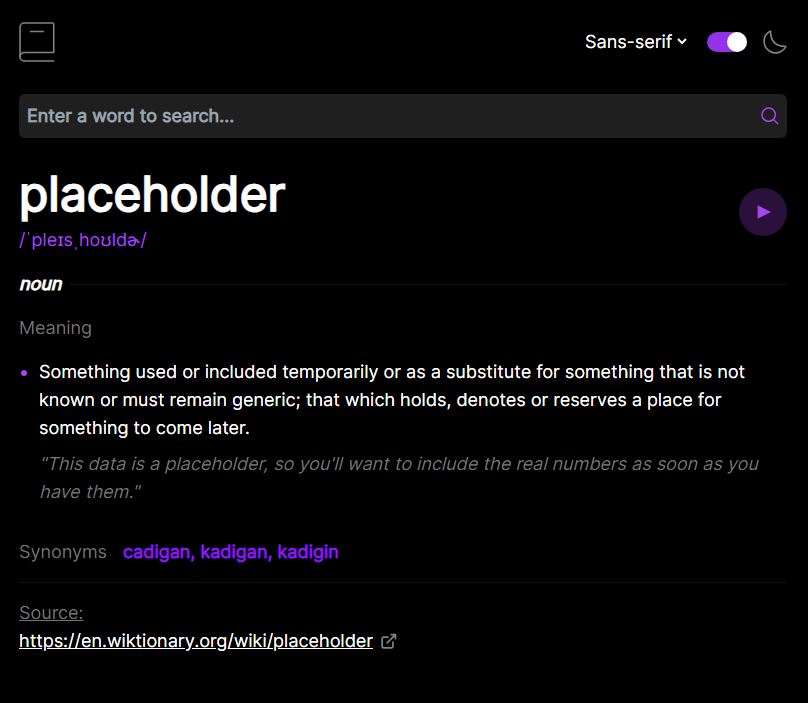 Sans-serif
Enter a word to search...
placeholder
/ˈpleɪsˌhoʊldɚ/
noun
Meaning
Something used or included temporarily or as a substitute for something that is not
known or must remain generic; that which holds, denotes or reserves a place for
something to come later.
"This data is a placeholder, so you'll want to include the real numbers as soon as you
have them."
Synonyms cadigan, kadigan, kadigin
Source:
https://en.wiktionary.org/wiki/placeholder